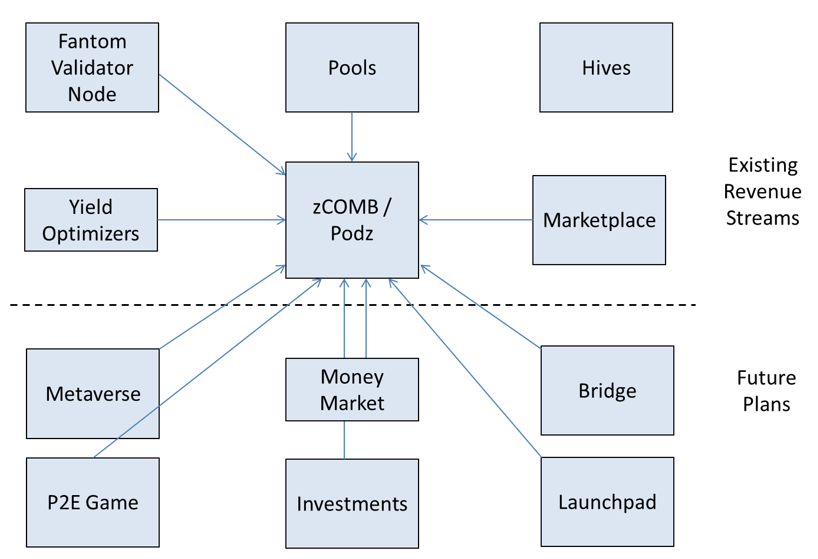 Fantom
Validator
Node
Pools
Hives
Existing
Revenue
Streams
Yield
Optimizers
zCOMB /
Podz
Marketplace
Metaverse
Money
Market
Bridge
Future
Plans
P2E Game
Investments
Launchpad